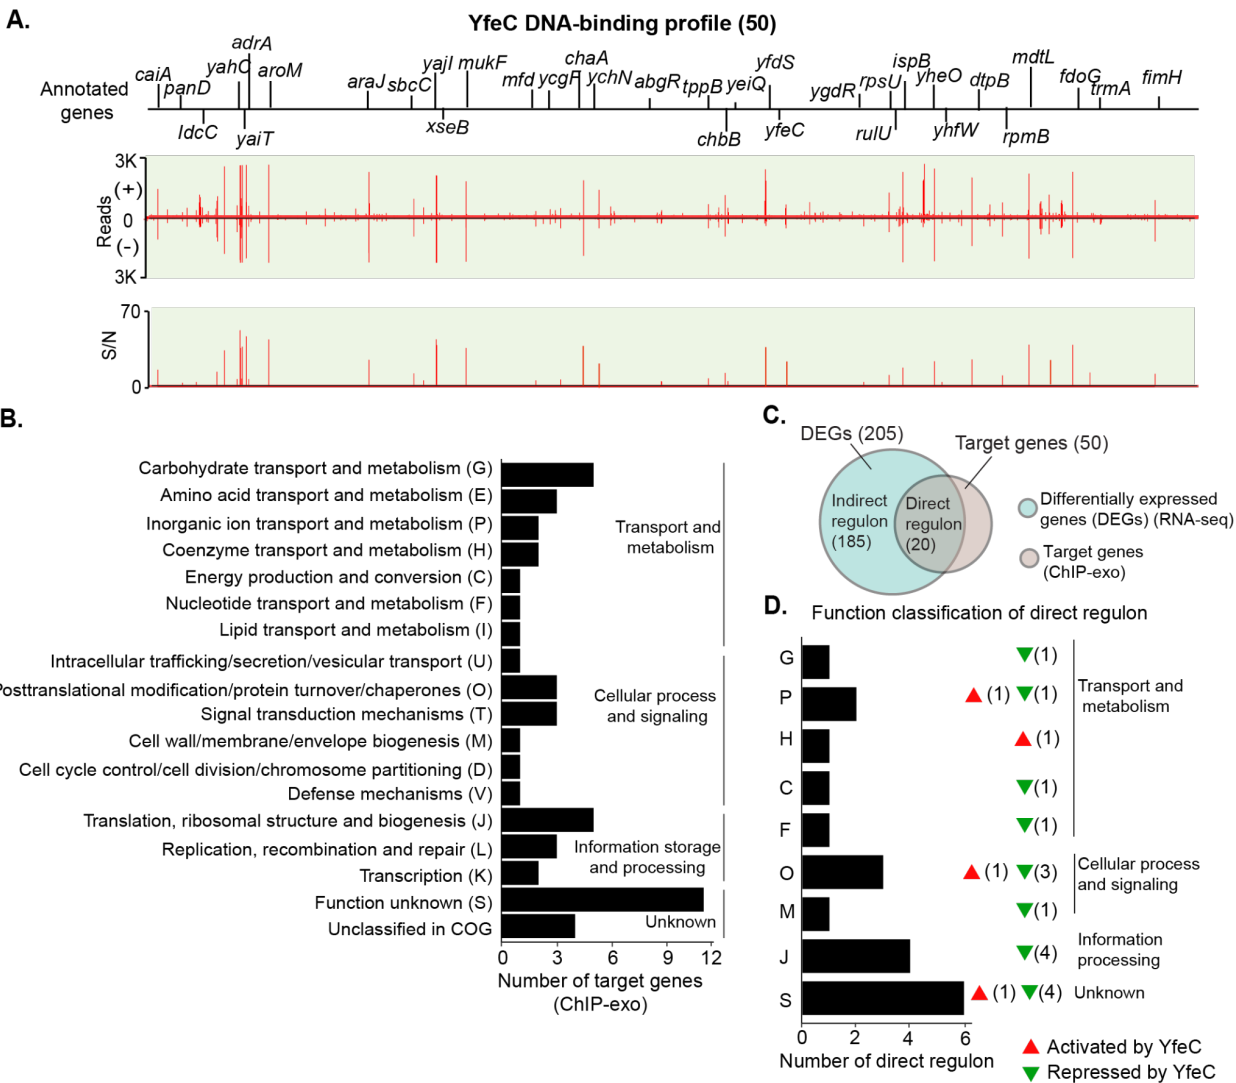 A.
YfeC DNA-binding profile (50)
adrA
caiA panD yahC aroM araJ sbcC yajI mukF mfd ycgF chaA ychN abgR tppB yeiQ yfdS ygdR rpsU ispB yheO dtpB mdtL fdoG trmA fimH
Annotated
genes
ldcC yaiT xseB chbB yfeC rulU yhfW rpmB
3K
(+)
Reads
0
(-)
3K
70
S/N
0
B.
Carbohydrate transport and metabolism (G)
Amino acid transport and metabolism (E)
Inorganic ion transport and metabolism (P)
Coenzyme transport and metabolism (H)
Energy production and conversion (C)
Nucleotide transport and metabolism (F)
Lipid transport and metabolism (I)
Transport and
metabolism
Intracellular trafficking/secretion/vesicular transport (U)
Posttranslational modification/protein turnover/chaperones (O)
Signal transduction mechanisms (T)
Cell wall/membrane/envelope biogenesis (M)
Cell cycle control/cell division/chromosome partitioning (D)
Defense mechanisms (V)
Cellular process
and signaling
Translation, ribosomal structure and biogenesis (J)
Replication, recombination and repair (L)
Transcription (K)
Information storage
and processing
Function unknown (S)
Unclassified in COG
Unknown
0 3 6 9 12
Number of target genes
(ChIP-exo)
C.
DEGs (205)
Target genes (50)
Indirect
regulon
(185)
Direct
regulon
(20)
Differentially expressed
genes (DEGs) (RNA-seq)
Target genes
(ChIP-exo)
D.
Function classification of direct regulon
G ▼(1)
P ▲ (1) ▼(1)
H ▲ (1)
C ▼(1)
F ▼(1)
Transport and
metabolism
O ▲ (1) ▼(3)
M ▼(1)
Cellular process
and signaling
J ▼(4)
Information
processing
S ▲ (1) ▼(4) Unknown
0 2 4 6
Number of direct regulon
▲ Activated by YfeC
▼ Repressed by YfeC